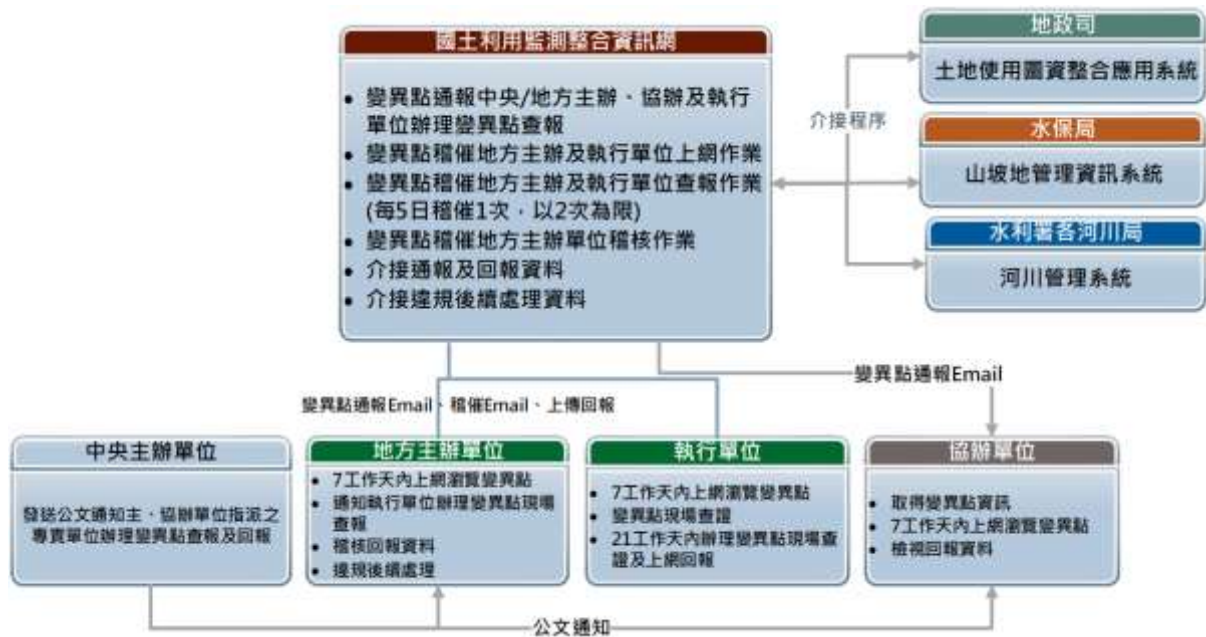 國土利用監測整合資訊網
• 變異點通報中央/地方主辦、協辦及執行
單位辦理變異點查報
• 變異點稽催地方主辦及執行單位上網作業
• 變異點稽催地方主辦及執行單位查報作業
(每5日稽催1次，以2次為限)
• 變異點稽催地方主辦單位稽核作業
• 介接通報及回報資料
• 介接違規後續處理資料
介接程序
地政司
土地使用圖資整合應用系統
水保局
山坡地管理資訊系統
水利署各河川局
河川管理系統
變異點通報Email
變異點通報Email、稽催Email、上傳回報
中央主辦單位
發送公文通知主、協辦單位指派之
專責單位辦理變異點查報及回報
地方主辦單位
• 7工作天內上網瀏覽變異點
• 通知執行單位辦理變異點現場
查報
• 稽核回報資料
• 違規後續處理
執行單位
• 7工作天內上網瀏覽變異點
• 變異點現場查證
• 21工作天內辦理變異點現場查
證及上網回報
協辦單位
• 取得變異點資訊
• 7工作天內上網瀏覽變異點
• 檢視回報資料
公文通知